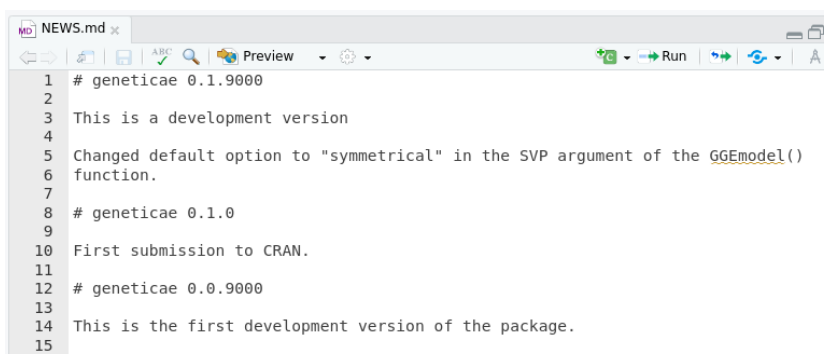 NEWS.md
ABC Preview Run
1 # geneticae 0.1.9000
2
3 This is a development version
4
5 Changed default option to "symmetrical" in the SVP argument of the GGEmodel()
6 function.
7
8 # geneticae 0.1.0
9
10 First submission to CRAN.
11
12 # geneticae 0.0.9000
13
14 This is the first development version of the package.
15